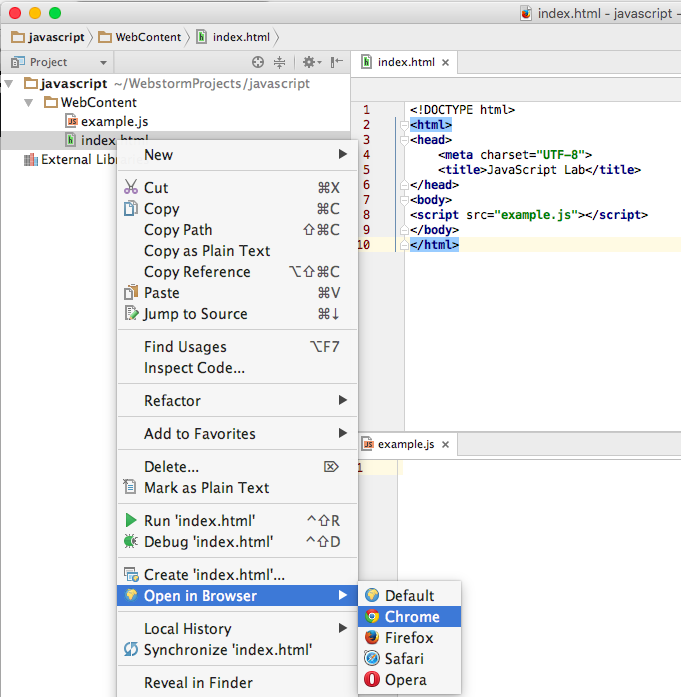 index.html - javascript -
javascript WebContent index.html
Project
index.html
javascript ~/WebstormProjects/javascript
WebContent
example.js
index.html
External Lib
1 <!DOCTYPE html>
2 <html>
3 <head>
4 <meta charset="UTF-8">
5 <title>JavaScript Lab</title>
6 </head>
7 <body>
8 <script src="example.js"></script>
9 </body>
10 </html>
New
Cut ⌘X
Copy ⌘C
Copy Path ⇧⌘C
Copy as Plain Text
Copy Reference ⌥⇧⌘C
Paste ⌘V
Jump to Source ⌘↓
Find Usages ⌥F7
Inspect Code...
Refactor
Add to Favorites
Delete... ⌦
Mark as Plain Text
Run 'index.html' ^⇧R
Debug 'index.html' ^⇧D
Create 'index.html'...
Open in Browser
Local History
Synchronize 'index.html'
Reveal in Finder
example.js
1
Default
Chrome
Firefox
Safari
Opera